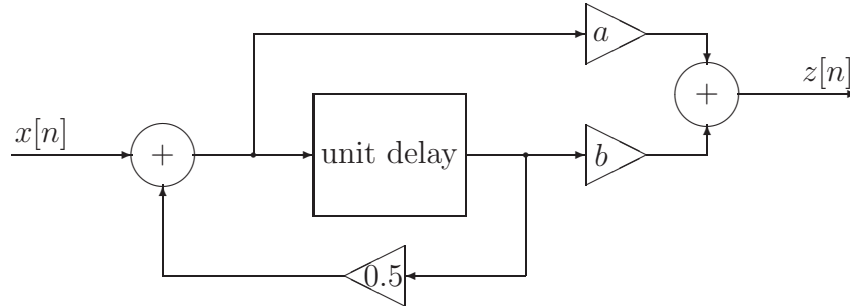 a
z[n]
+
x[n]
+
unit delay
b
0.5